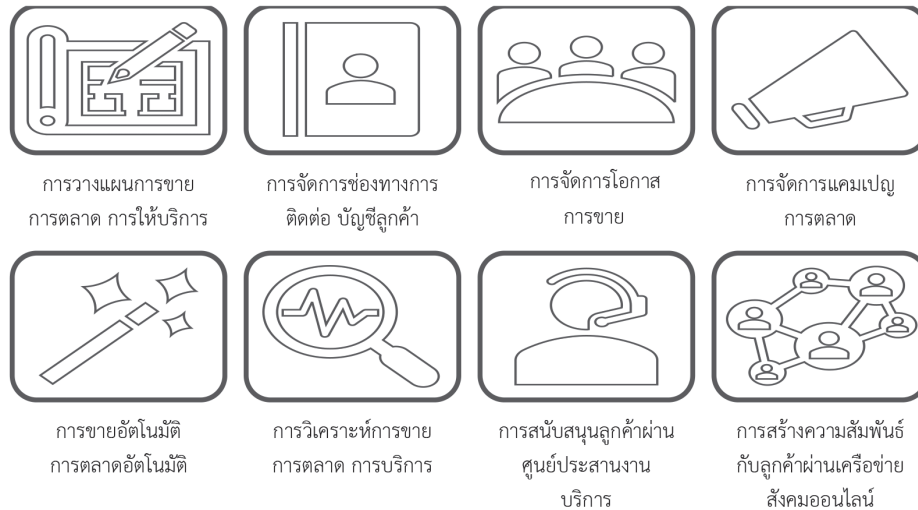 การวางแผนการขาย
การตลาด การให้บริการ
การจัดการช่องทางการ
ติดต่อ บัญชีลูกค้า
การจัดการโอกาส
การขาย
การจัดการแคมเปญ
การตลาด
การขายอัตโนมัติ
การตลาดอัตโนมัติ
การวิเคราะห์การขาย
การตลาด การบริการ
การสนับสนุนลูกค้าผ่าน
ศูนย์ประสานงาน
บริการ
การสร้างความสัมพันธ์
กับลูกค้าผ่านเครือข่าย
สังคมออนไลน์